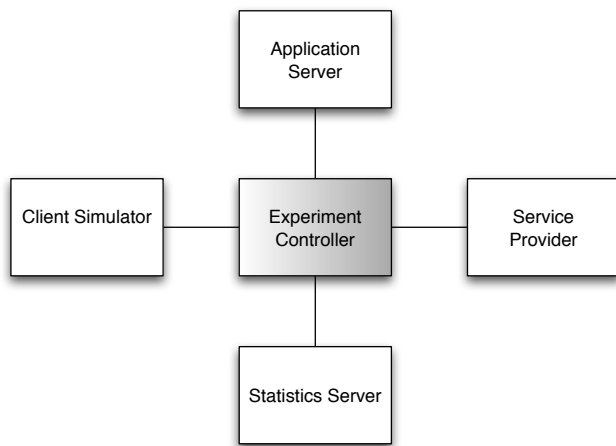 Application
Server
Client Simulator
Experiment
Controller
Service
Provider
Statistics Server